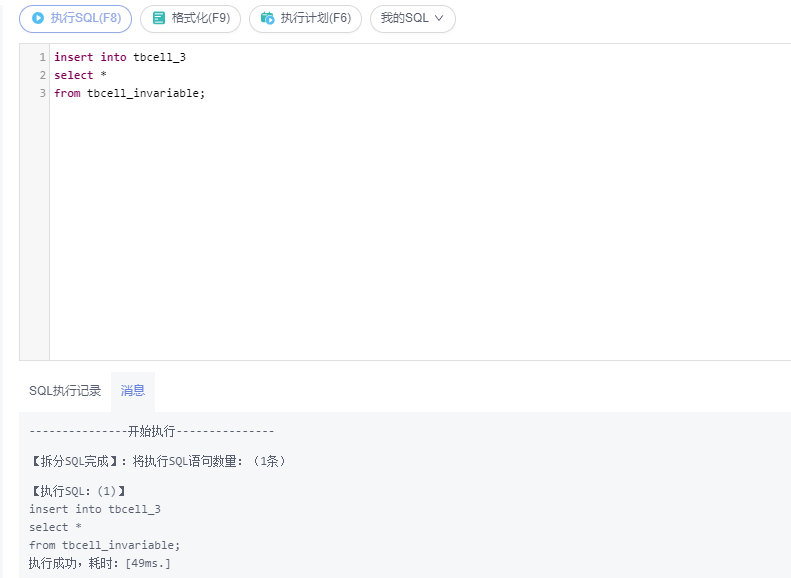 执行SQL(F8) 格式化(F9) 执行计划(F6) 我的SQL
1 insert into tbcell_3
2 select *
3 from tbcell_invariable;
SQL执行记录 消息
---------------开始执行---------------
【拆分SQL完成】：将执行SQL语句数量：（1条）
【执行SQL：(1)】
insert into tbcell_3
select *
from tbcell_invariable;
执行成功，耗时：[49ms.]